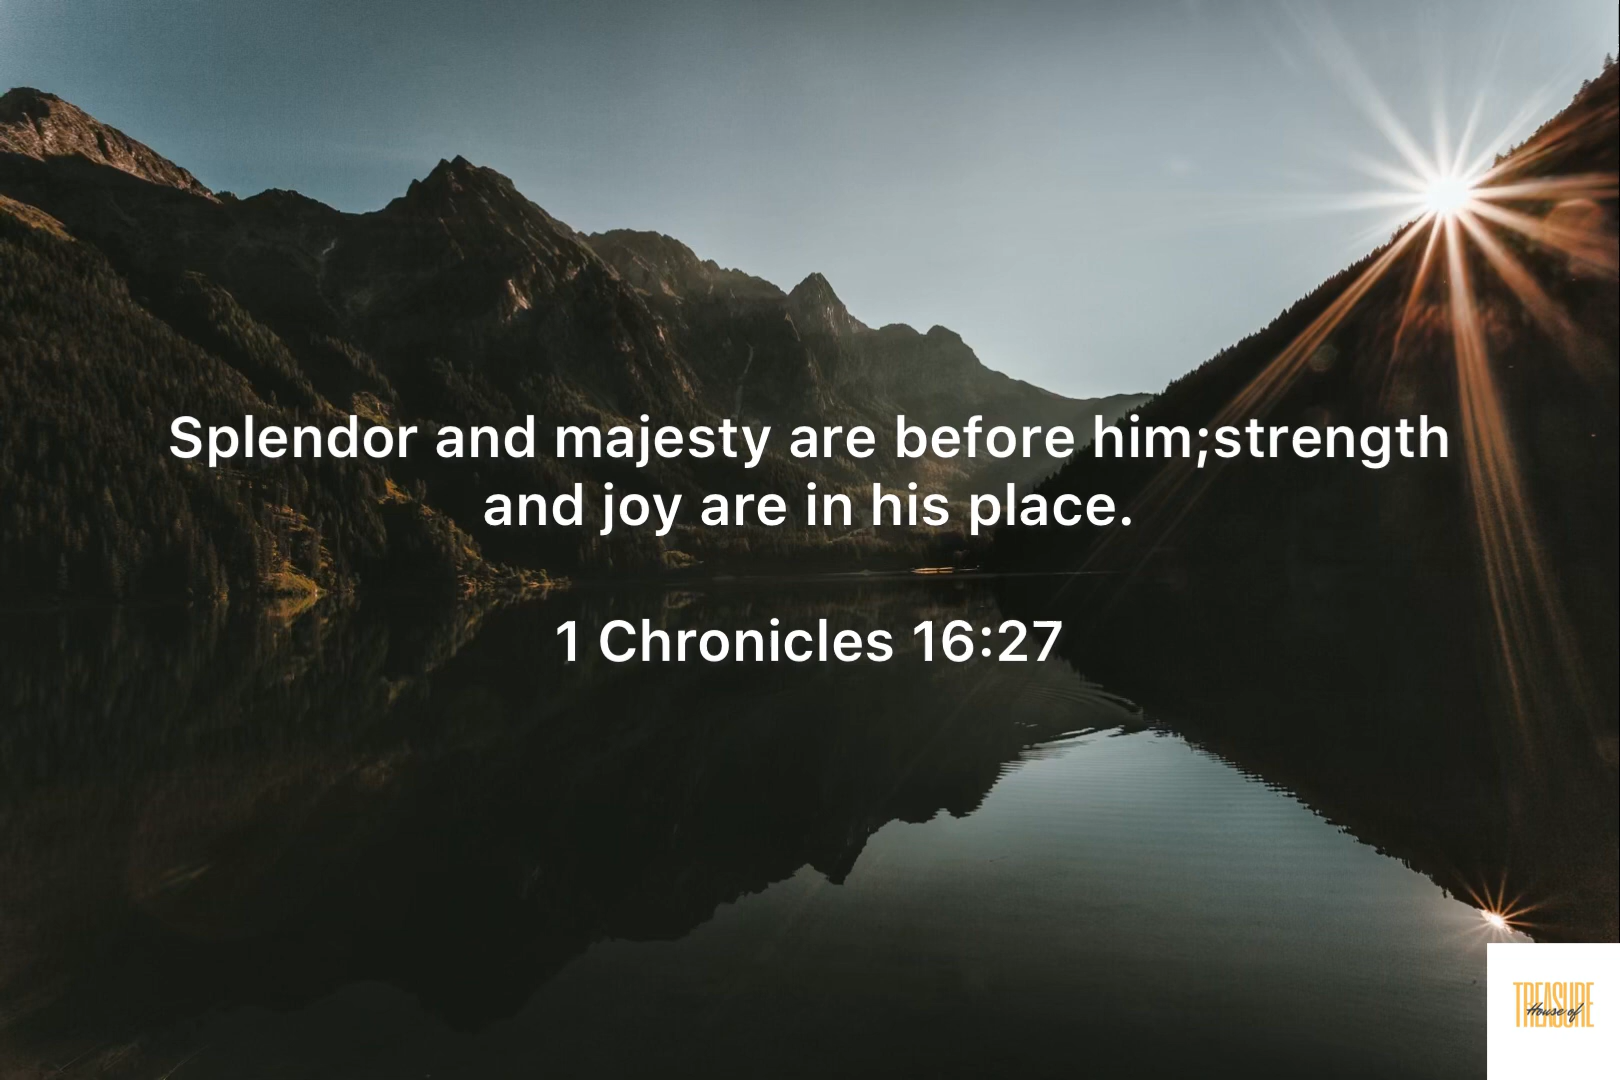 Splendor and majesty are before him;strength
and joy are in his place.
1 Chronicles 16:27
TREASURE
House of